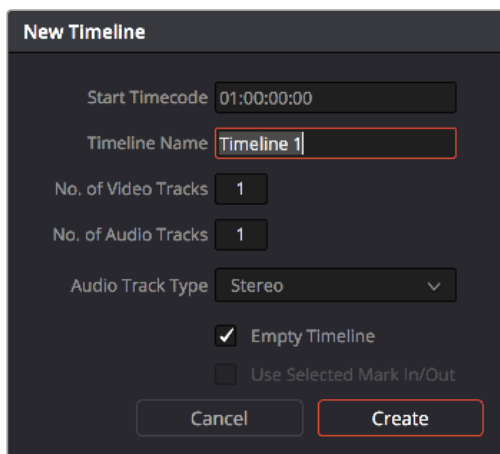 New Timeline
Start Timecode 01:00:00:00
Timeline Name Timeline 1
No. of Video Tracks 1
No. of Audio Tracks 1
Audio Track Type Stereo
Empty Timeline
Use Selected Mark In/Out
Cancel Create